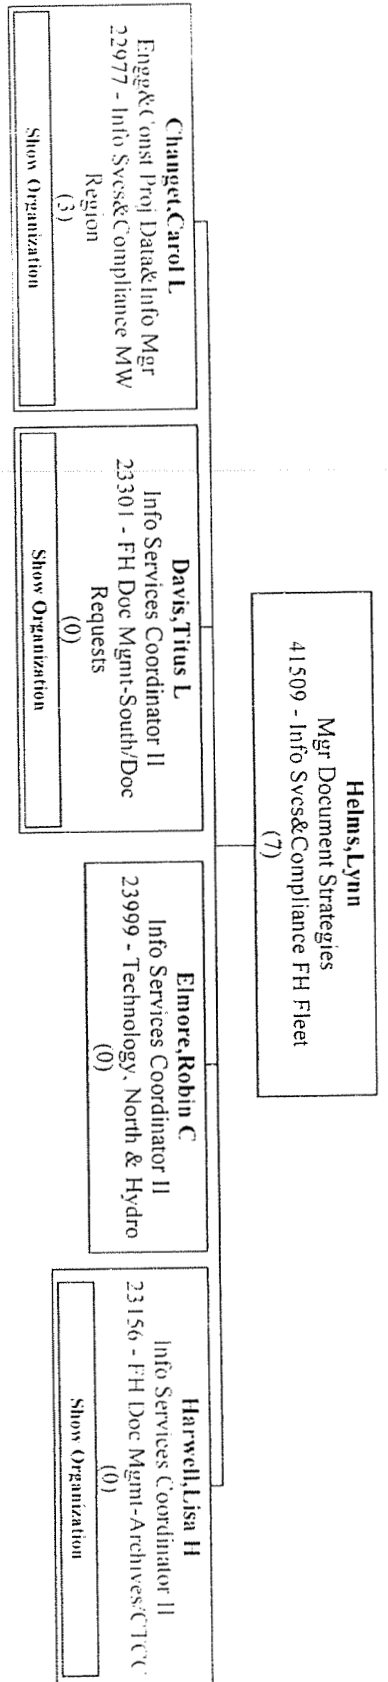 Helms,Lynn
Mgr Document Strategies
41509 - Info Svcs&Compliance FH Fleet
(7)
Changet,Carol L
Engg&Const Proj Data&Info Mgr
22977 - Info Svcs&Compliance MW
Region
(3)
Show Organization
Davis,Titus L
Info Services Coordinator II
23301 - FH Doc Mgmt-South/Doc
Requests
(0)
Show Organization
Elmore,Robin C
Info Services Coordinator II
23999 - Technology, North & Hydro
(0)
Harwell,Lisa H
Info Services Coordinator II
23156 - FH Doc Mgmt-Archives/CTCC
(0)
Show Organization